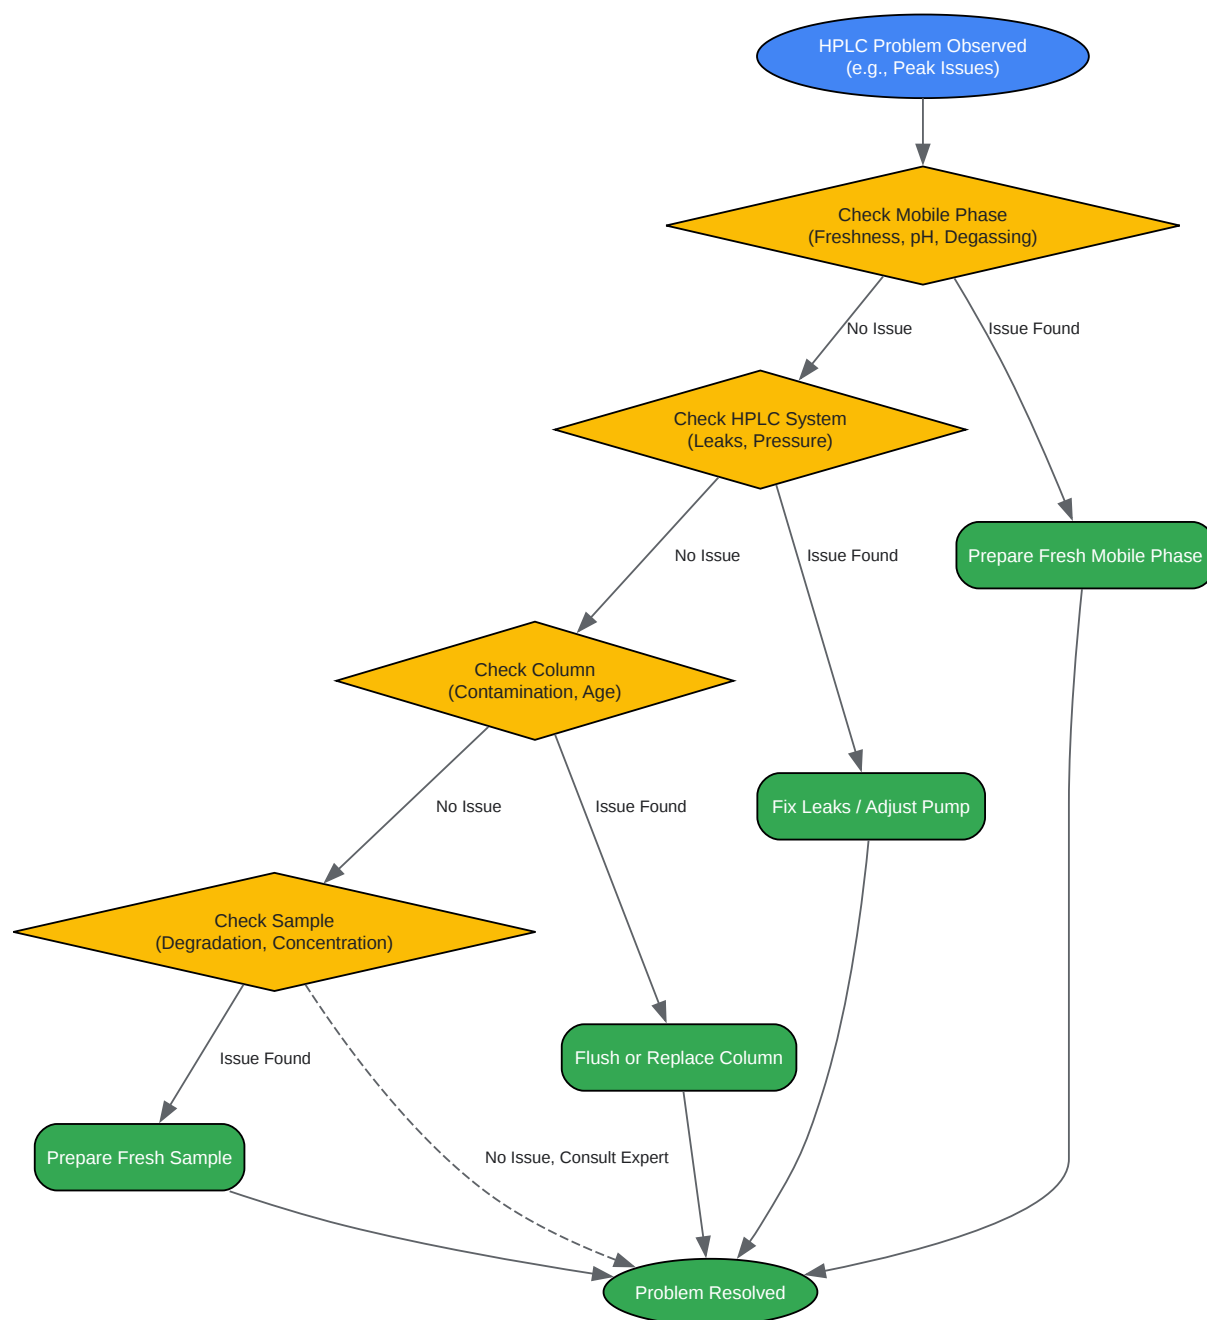 HPLC Problem Observed
(e.g., Peak Issues)
Check Mobile Phase
(Freshness, pH, Degassing)
No Issue
Issue Found
Check HPLC System
(Leaks, Pressure)
No Issue
Issue Found
Prepare Fresh Mobile Phase
Check Column
(Contamination, Age)
No Issue
Issue Found
Fix Leaks / Adjust Pump
Check Sample
(Degradation, Concentration)
Issue Found
Flush or Replace Column
Prepare Fresh Sample
No Issue, Consult Expert
Problem Resolved